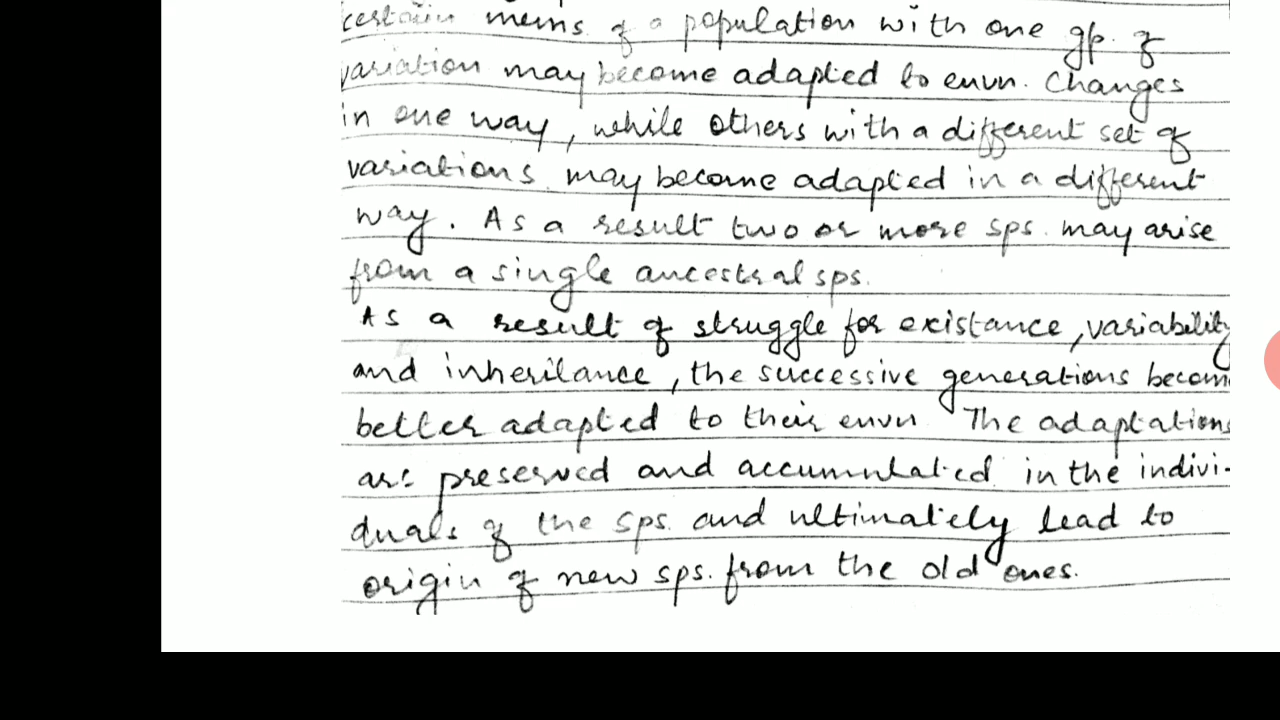 certain mems. of a population with one gp. of
variation may become adapted to envn. Changes
in one way, while others with a different set of
variations may become adapted in a different
way. As a result two or more sps. may arise
from a single ancestral sps.
As a result of struggle for existance, variability
and inheritance, the successive generations becom
better adapted to their envn The adaptations
are preserved and accumulated in the indivi-
duals of the sps. and ultimately lead to
origin of new sps. from the old ones.